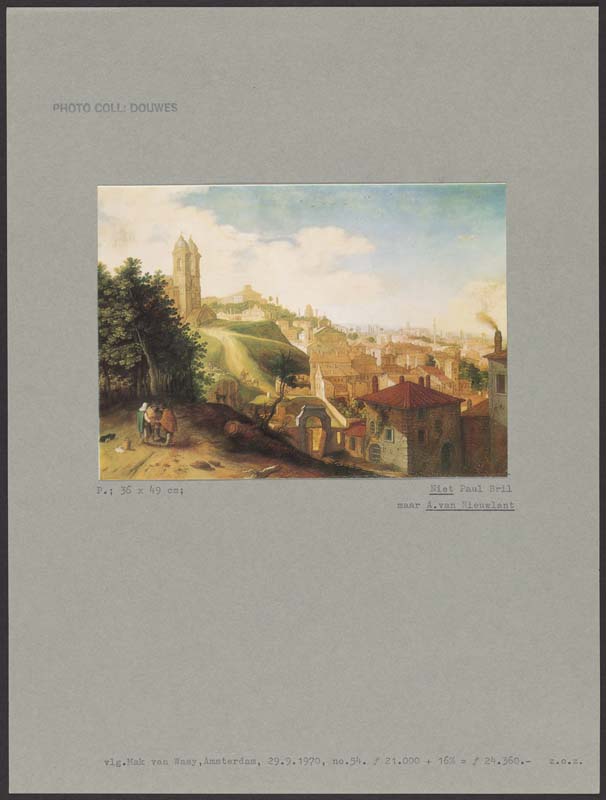 PHOTO COLL: DOUWES
P.; 36 x 49 cm;
Niet Paul Bril
maar A.van Nieuwlant
vlg.Mak van Waay,Amsterdam, 29.9.1970, no.54. ƒ 21.000 + 16% = ƒ 24.360.- z.o.z.